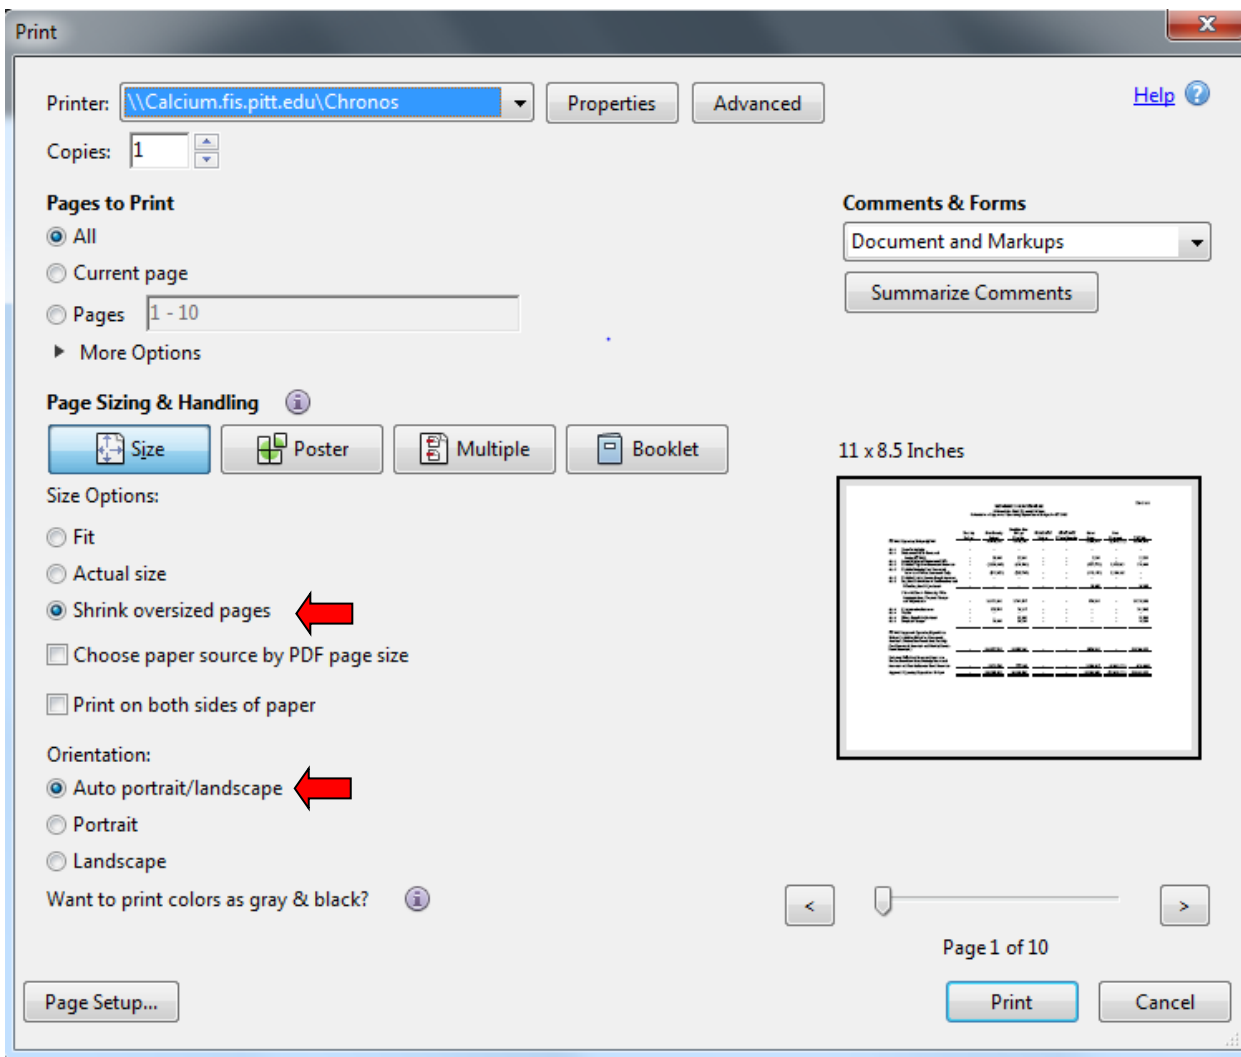 Print
x
Printer: \\Calcium.fis.pitt.edu\Chronos Properties Advanced Help ?
Copies: 1
Pages to Print
All
Current page
Pages 1 - 10
More Options
Comments & Forms
Document and Markups
Summarize Comments
Page Sizing & Handling i
Size Poster Multiple Booklet
Size Options:
Fit
Actual size
Shrink oversized pages
Choose paper source by PDF page size
Print on both sides of paper
Orientation:
Auto portrait/landscape
Portrait
Landscape
Want to print colors as gray & black? i
11 x 8.5 Inches
< >
Page 1 of 10
Page Setup... Print Cancel